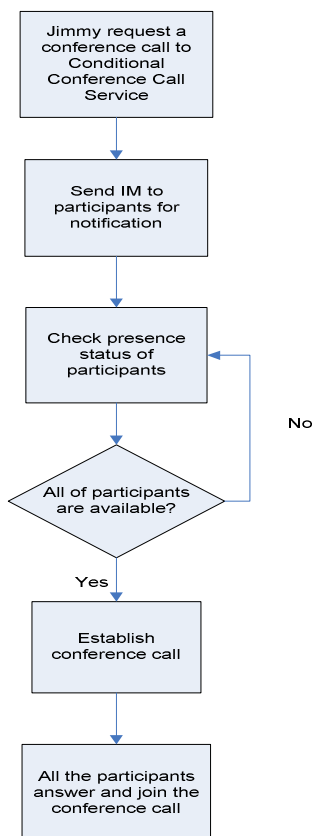 Jimmy request a
conference call to
Conditional
Conference Call
Service
Send IM to
participants for
notification
Check presence
status of
participants
No
All of participants
are available?
Yes
Establish
conference call
All the participants
answer and join the
conference call